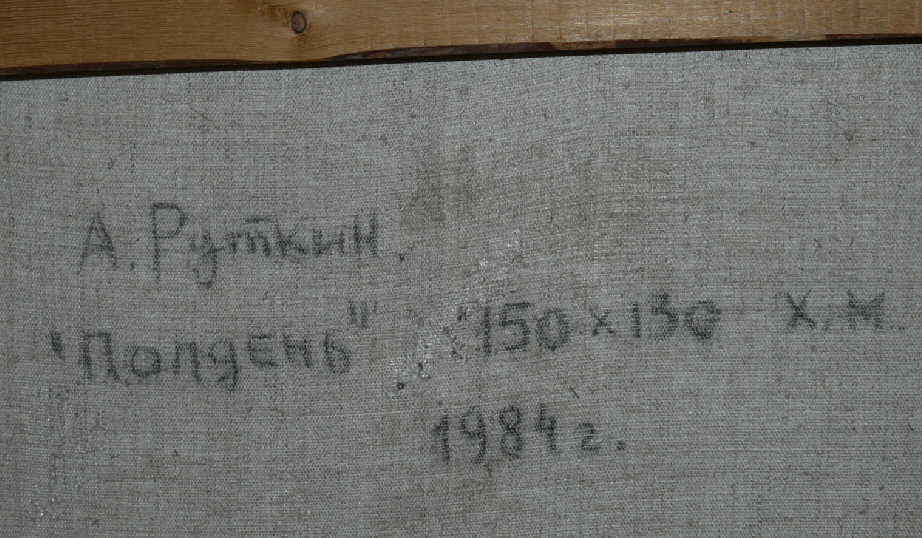 А. Руткин.
"Полдень" 150 х 130 х.м.
1984 г.